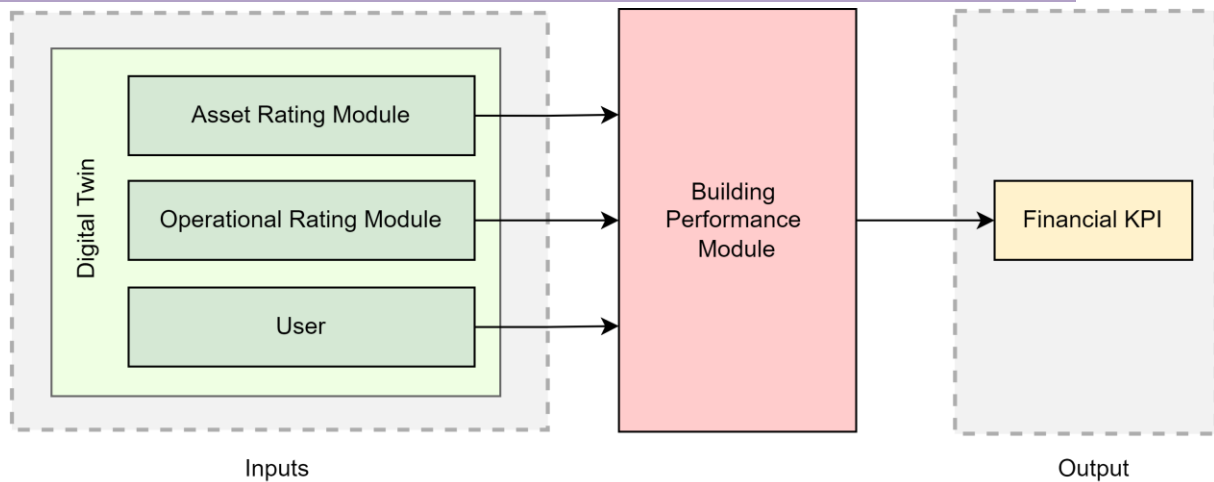 Digital Twin
Asset Rating Module
Operational Rating Module
User
Building
Performance
Module
Financial KPI
Inputs
Output